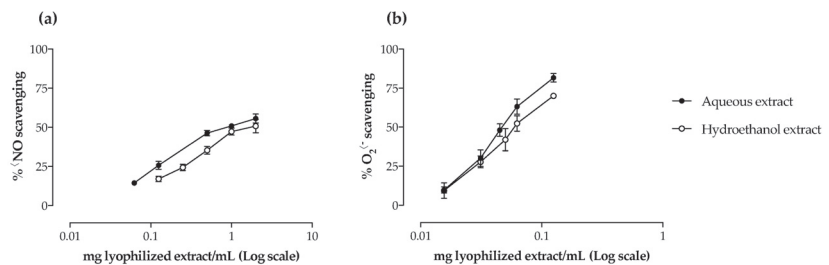 (a)
100
75
50
25
0
% ⟨NO scavenging
0.01 0.1 1 10
mg lyophilized extract/mL (Log scale)
(b)
100
75
50
25
0
% O₂⟨- scavenging
0.01 0.1 1
mg lyophilized extract/mL (Log scale)
Aqueous extract
Hydroethanol extract